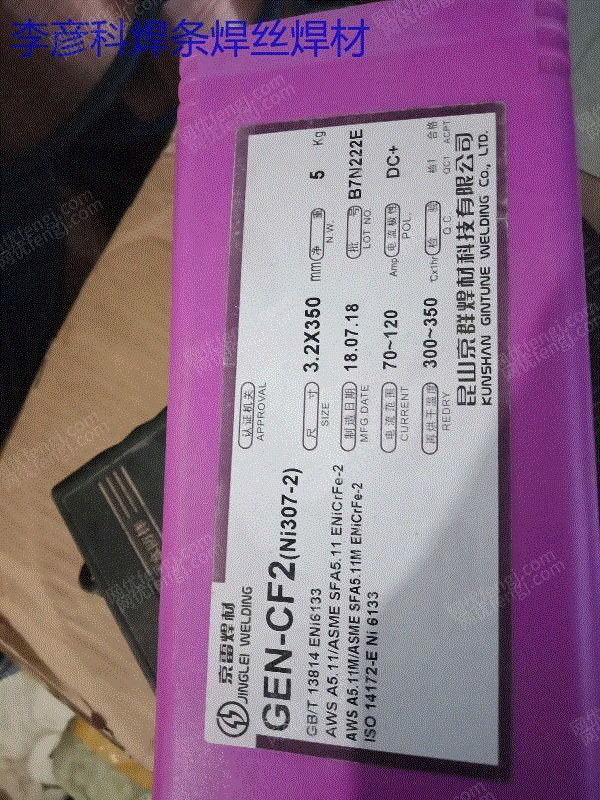 李彦科焊条焊丝焊材
京雷焊材
JINGLEI WELDING
GEN-CF2(Ni307-2)
GB/T 13814 ENi6133
AWS A5.11/ASME SFA5.11 ENiCrFe-2
AWS A5.11M/ASME SFA5.11M ENiCrFe-2
ISO 14172-E Ni 6133
认证机关
APPROVAL
尺寸 3.2X350 mm 净重 5 Kg
SIZE N.W.
制造日期 18.07.18 批号 B7N222E
MFG.DATE LOT NO.
电流范围 70~120 Amp 电流极性 DC+
CURRENT POL.
再烘干温度 300~350 ℃x1hr 检验 检1 合格
REDRY Q.C. QC1 ACPT
昆山京群焊材科技有限公司
KUNSHAN GINTUNE WELDING Co., LTD.